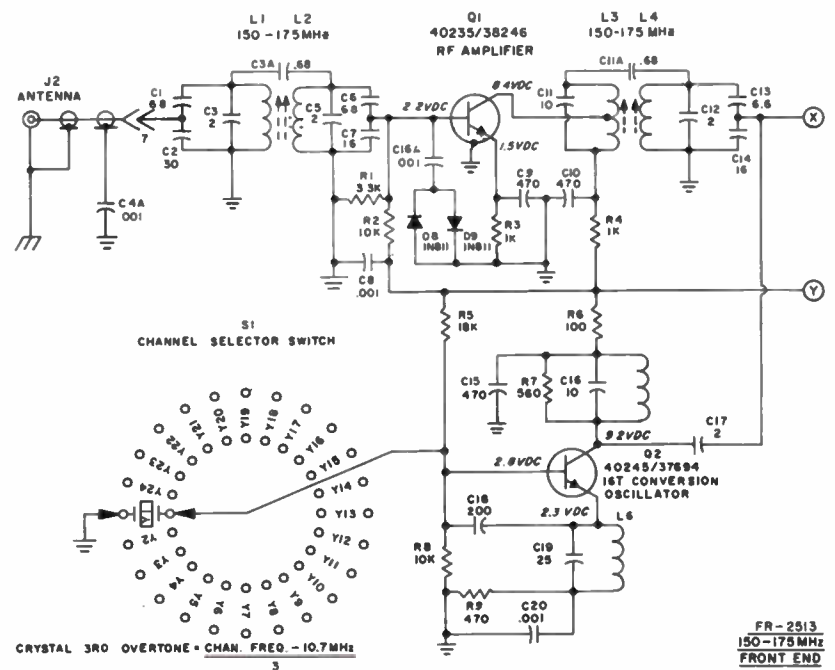 L1 L2
150-175MHz
Q1
40235/38246
RF AMPLIFIER
L3 L4
150-175MHz
J2
ANTENNA
C1
68
C2
30
7
C4A
001
C3A .68
C3
2
C5
2
C6
68
C7
16
2.2VDC
8.4VDC
1.5VDC
C16A
.001
D8
1N811
D9
1N811
R1
3.3K
R2
10K
C8
.001
C9
470
C10
470
R3
1K
R4
1K
C11
10
C11A .68
C12
2
C13
6.6
C14
16
X
Y
R5
18K
R6
100
S1
CHANNEL SELECTOR SWITCH
C15
470
R7
560
C16
10
9.2VDC
C17
2
2.8VDC
Q2
40245/37694
1ST CONVERSION
OSCILLATOR
2.3 VDC
C18
200
L6
C19
25
R8
10K
R9
470
C20
.001
Y19
Y18
Y17
Y16
Y15
Y14
Y13
Y12
Y11
Y10
Y9
Y8
Y7
Y6
Y5
Y4
Y3
Y2
Y24
Y23
Y22
Y21
Y20
CRYSTAL 3RD OVERTONE = CHAN. FREQ. - 10.7MHz
3
FR-2513
150-175MHz
FRONT END